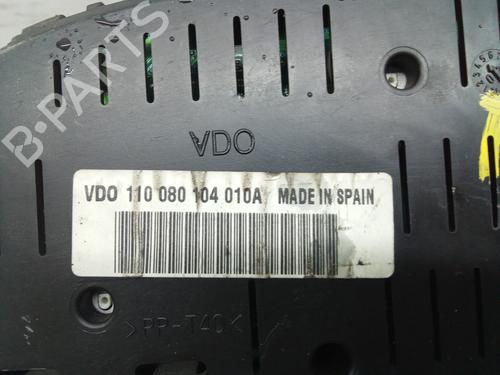 B-PARTS
VDO
VDO 110 080 104 010A MADE IN SPAIN
>PP-T40<